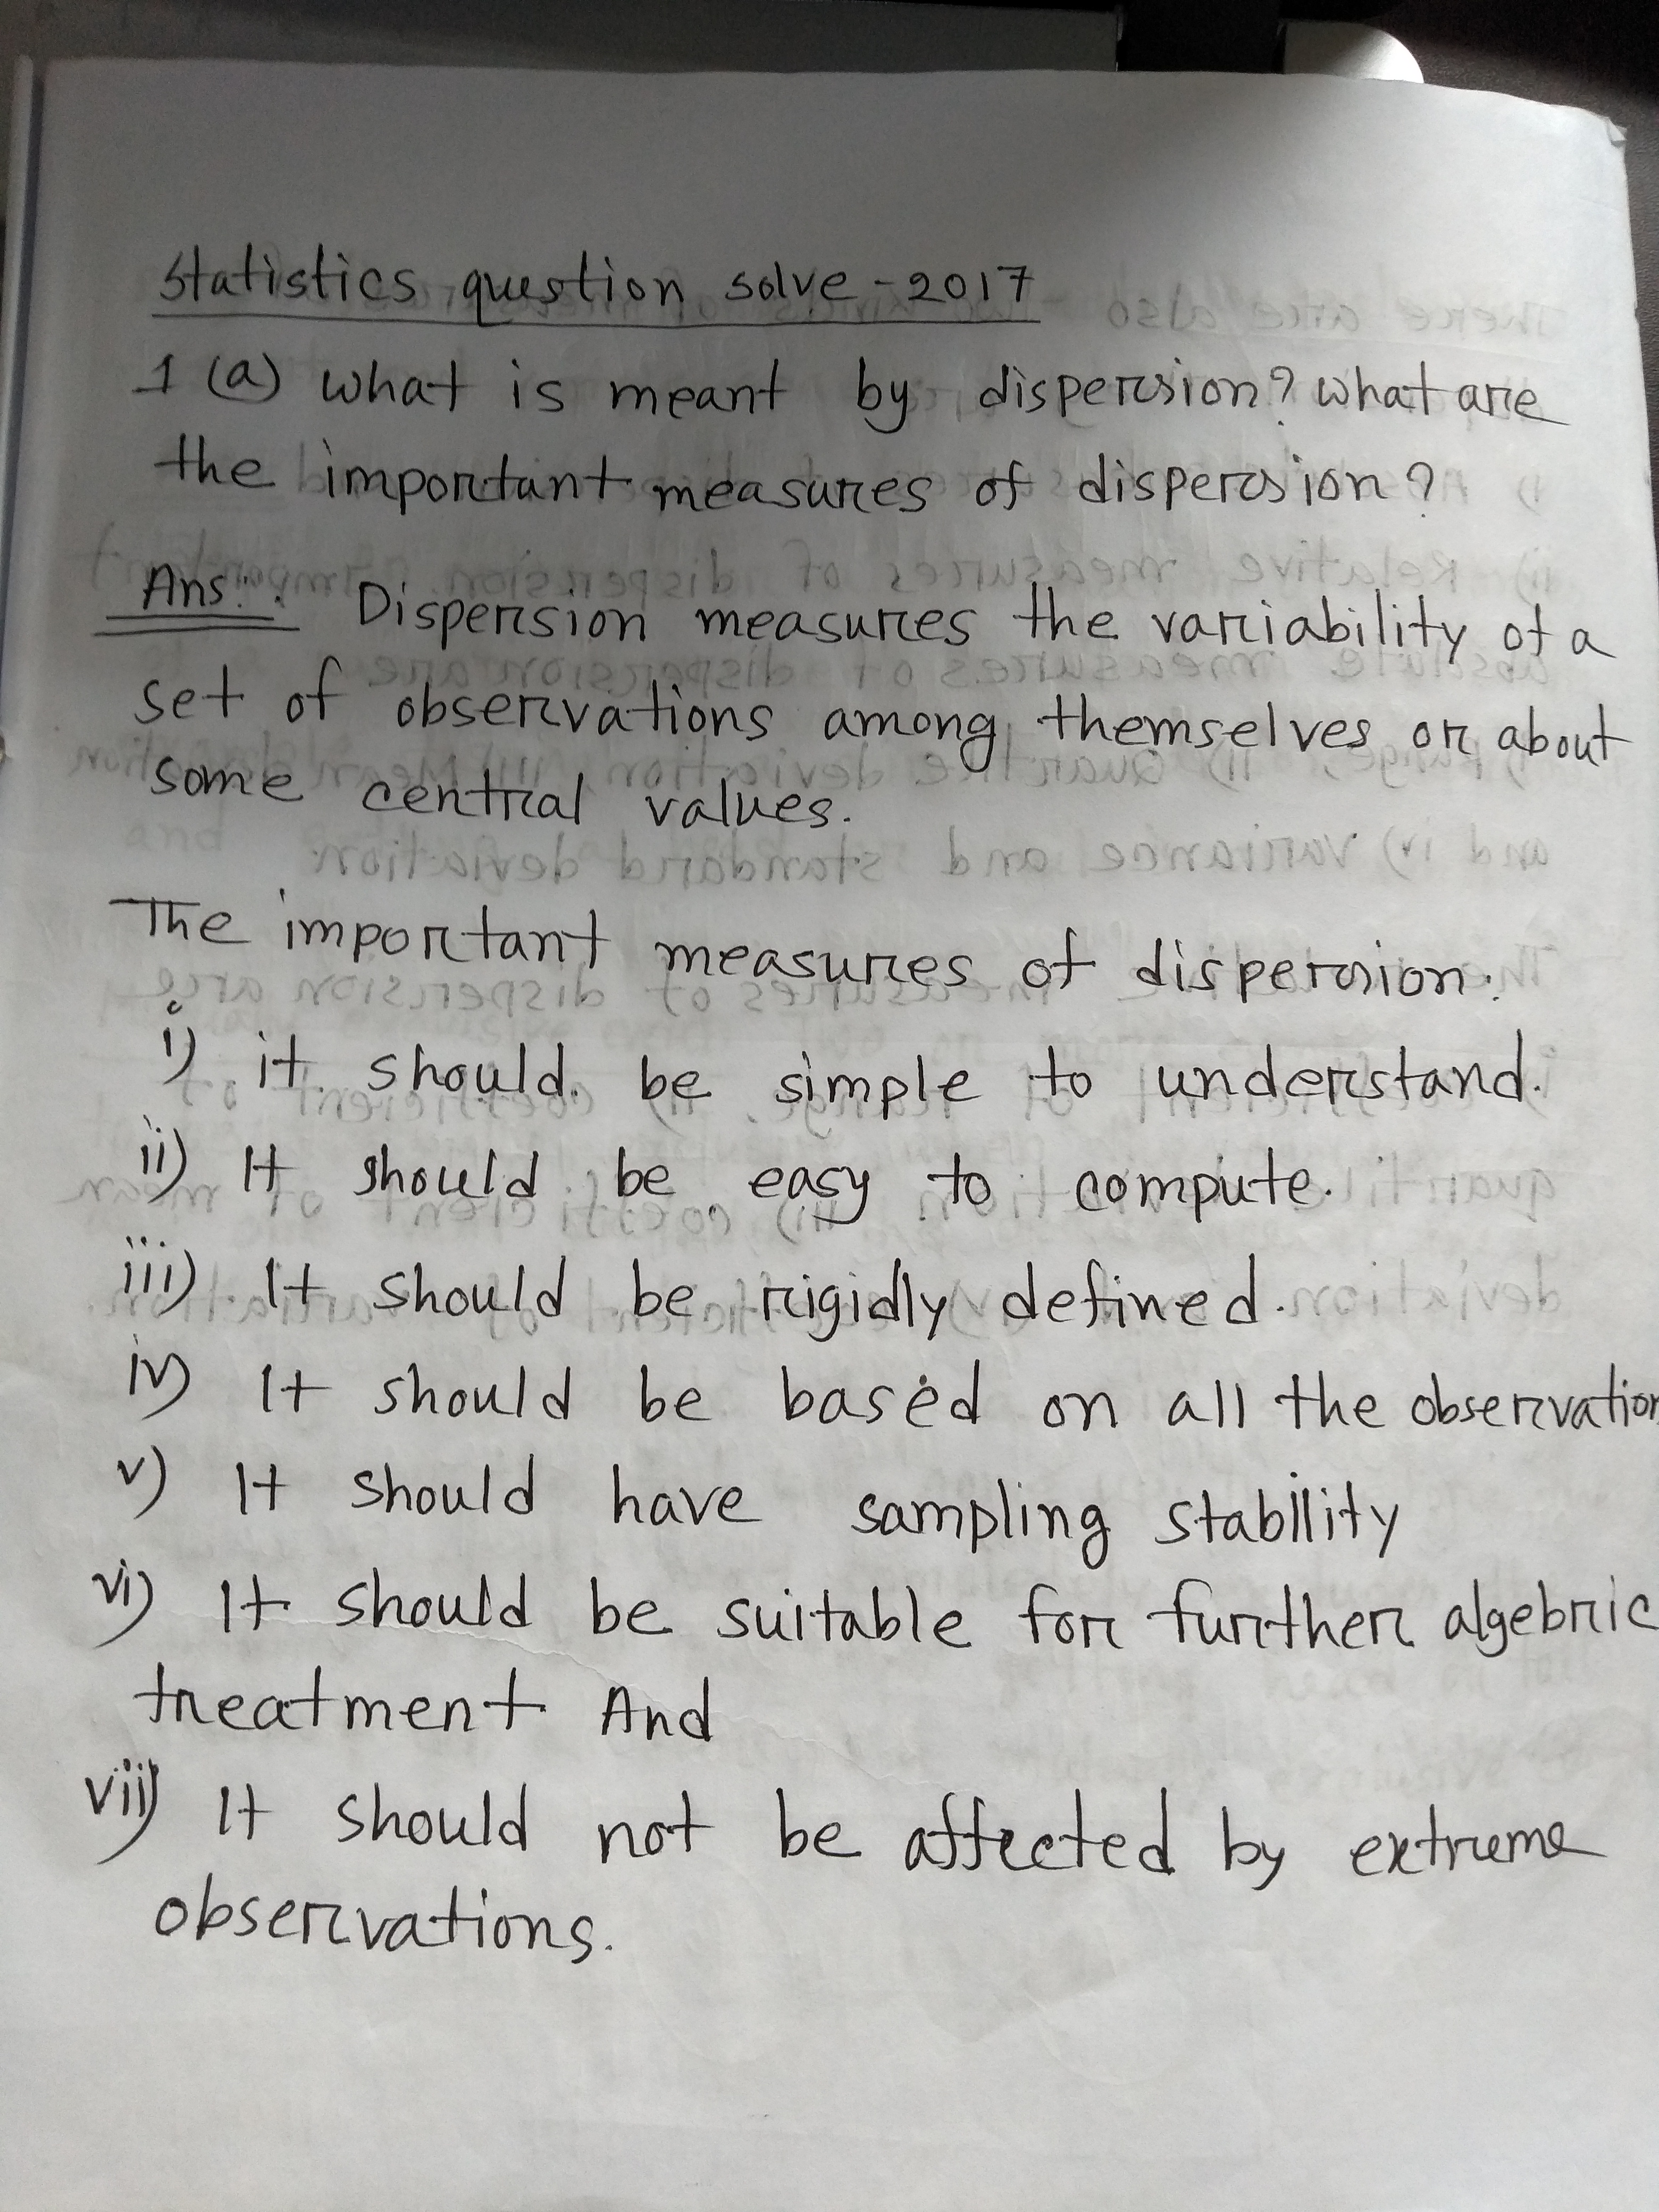 Statistics question solve - 2017
1 (a) what is meant by dispersion? what are
the important measures of dispersion?
Ans:. Dispersion measures the variability of a
set of observations among themselves or about
some central values.
The important measures of dispersion:
i) it should be simple to understand.
ii) It should be easy to compute.
iii) It should be rigidly defined.
iv) It should be based on all the observation
v) It should have sampling stability
vi) It should be suitable for further algebric
treatment And
vii) It should not be affected by extreme
observations.